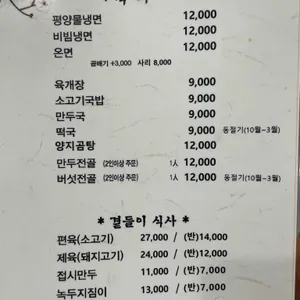 평양물냉면 12,000
비빔냉면 12,000
온면 12,000
곱배기 +3,000 사리 8,000
육개장 9,000
소고기국밥 9,000
만두국 9,000
떡국 9,000 동절기(10월~3월)
양지곰탕 12,000
만두전골 (2인이상 주문) 1人 12,000
버섯전골 (2인이상 주문) 1人 12,000 동절기(10월~3월)
* 곁들이 식사 *
편육(소고기) 27,000 / (반)14,000
제육(돼지고기) 24,000 / (반)12,000
접시만두 11,000 / (반)7,000
녹두지짐이 13,000 / (반)7,000